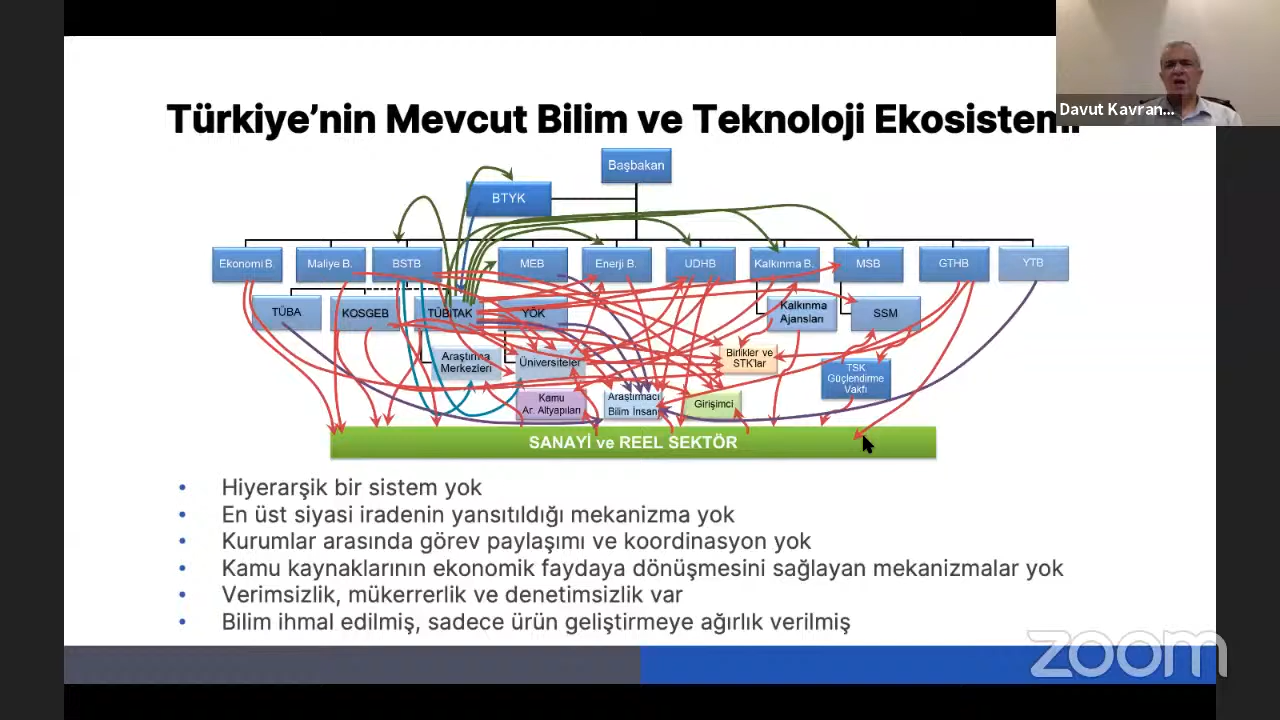 Davut Kavran...
Türkiye’nin Mevcut Bilim ve Teknoloji Ekosistemi
Başbakan
BTYK
Ekonomi B.
Maliye B.
BSTB
MEB
Enerji B.
UDHB
Kalkınma B.
MSB
GTHB
YTB
TÜBA
KOSGEB
TÜBİTAK
YÖK
Kalkınma
Ajansları
SSM
Araştırma
Merkezleri
Üniversiteler
Birlikler ve
STK'lar
TSK
Güçlendirme
Vakfı
Kamu
Ar. Altyapıları
Araştırmacı
Bilim İnsanı
Girişimci
SANAYİ ve REEL SEKTÖR
• Hiyerarşik bir sistem yok
• En üst siyasi iradenin yansıtıldığı mekanizma yok
• Kurumlar arasında görev paylaşımı ve koordinasyon yok
• Kamu kaynaklarının ekonomik faydaya dönüşmesini sağlayan mekanizmalar yok
• Verimsizlik, mükerrerlik ve denetimsizlik var
• Bilim ihmal edilmiş, sadece ürün geliştirmeye ağırlık verilmiş
zoom